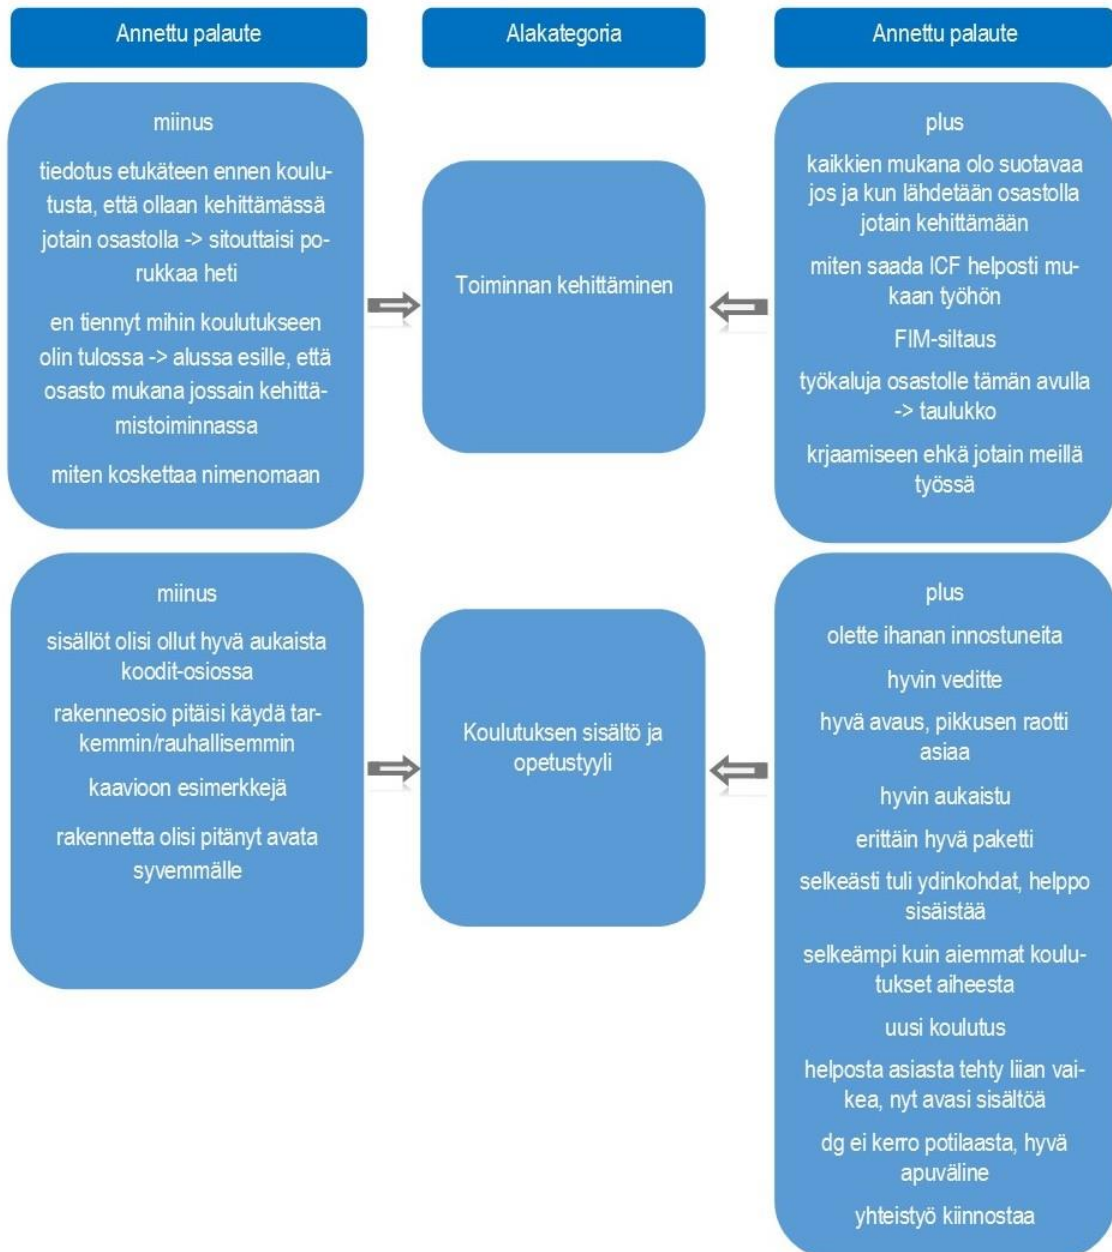 Annettu palaute
Alakategoria
Annettu palaute
miinus
tiedotus etukäteen ennen koulu-
tusta, että ollaan kehittämässä
jotain osastolla -> sitouttaisi po-
rukkaa heti
en tiennyt mihin koulutukseen
olin tulossa -> alussa esille, että
osasto mukana jossain kehittä-
mistoiminnassa
miten koskettaa nimenomaan
Toiminnan kehittäminen
plus
kaikkien mukana olo suotavaa
jos ja kun lähdetään osastolla
jotain kehittämään
miten saada ICF helposti mu-
kaan työhön
FIM-siltaus
työkaluja osastolle tämän avulla
-> taulukko
krjaamiseen ehkä jotain meillä
työssä
miinus
sisällöt olisi ollut hyvä aukaista
koodit-osiossa
rakenneosio pitäisi käydä tar-
kemmin/rauhallisemmin
kaavioon esimerkkejä
rakennetta olisi pitänyt avata
syvemmälle
Koulutuksen sisältö ja
opetustyyli
plus
olette ihanan innostuneita
hyvin veditte
hyvä avaus, pikkusen raotti
asiaa
hyvin aukaistu
erittäin hyvä paketti
selkeästi tuli ydinkohdat, helppo
sisäistää
selkeämpi kuin aiemmat koulu-
tukset aiheesta
uusi koulutus
helposta asiasta tehty liian vai-
kea, nyt avasi sisältöä
dg ei kerro potilaasta, hyvä
apuväline
yhteistyö kiinnostaa